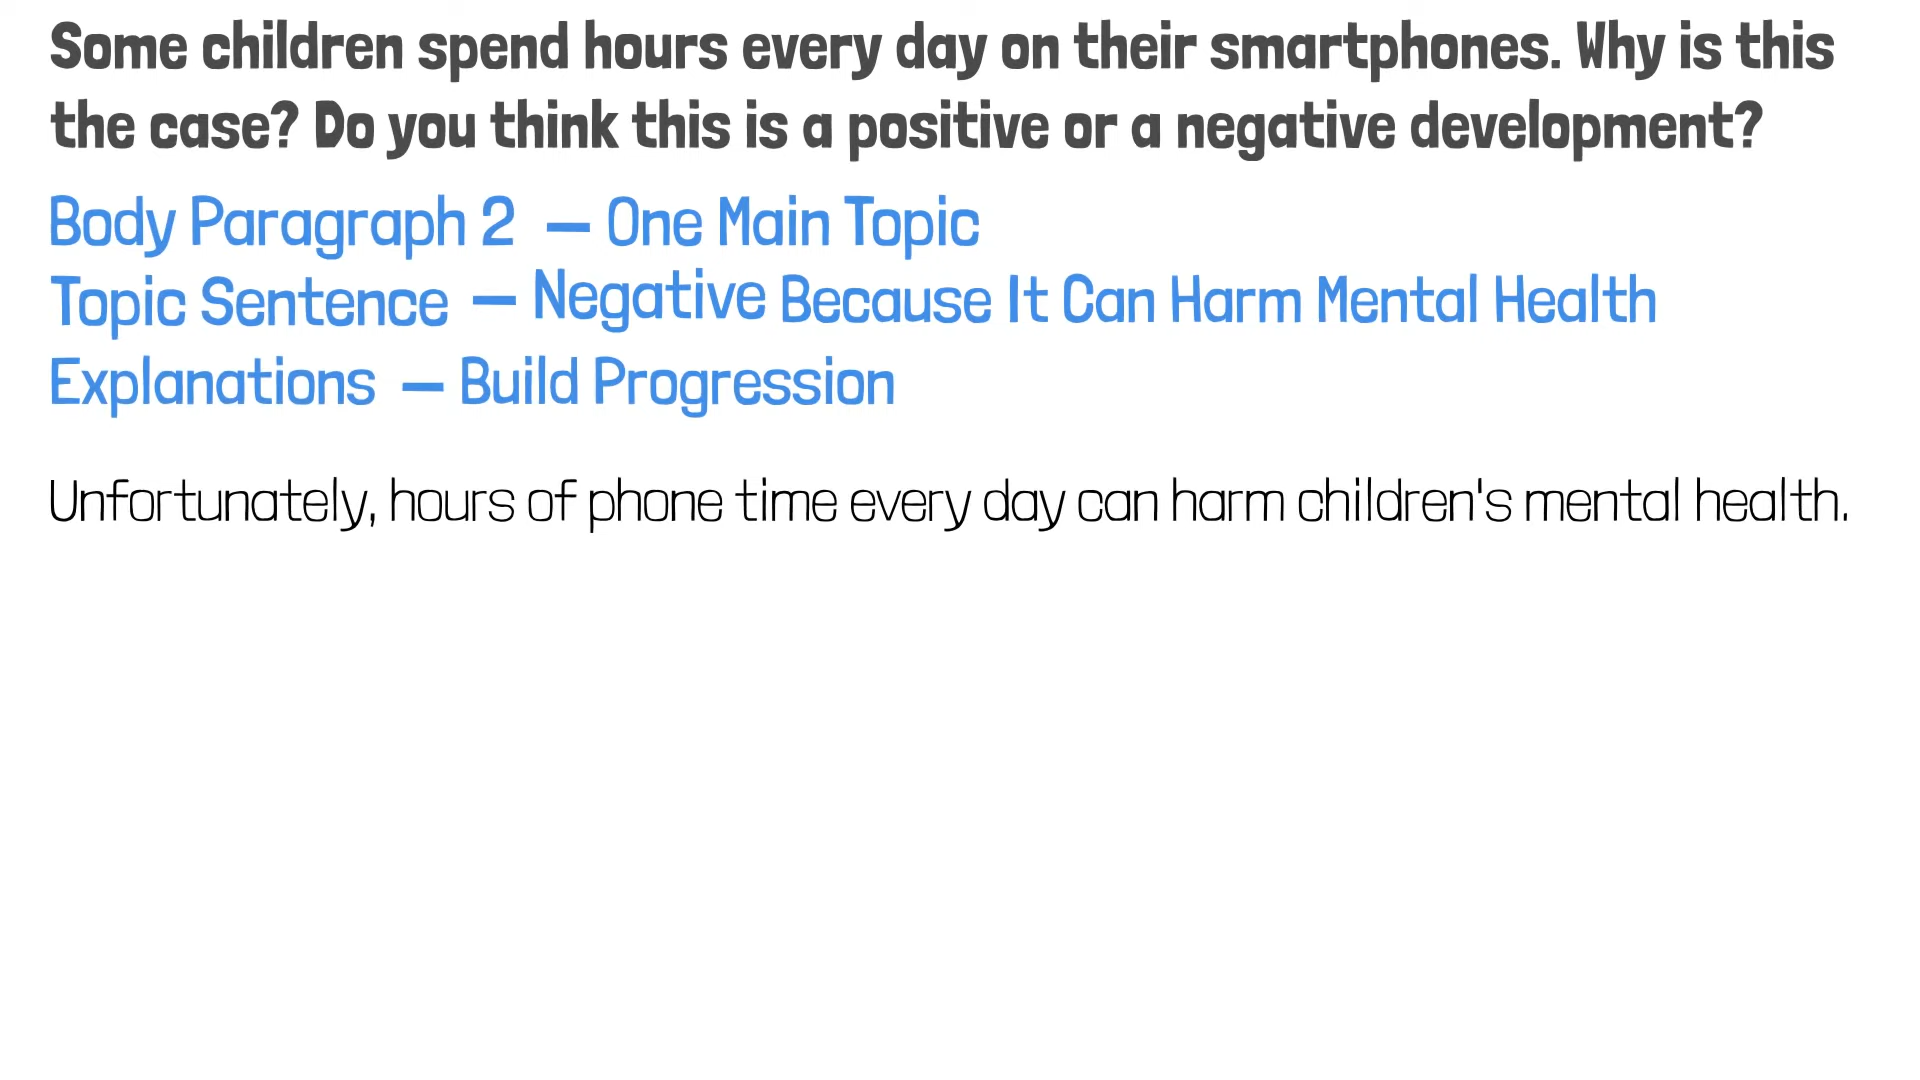 Some children spend hours every day on their smartphones. Why is this
the case? Do you think this is a positive or a negative development?
Body Paragraph 2 – One Main Topic
Topic Sentence – Negative Because It Can Harm Mental Health
Explanations – Build Progression
Unfortunately, hours of phone time every day can harm children's mental health.